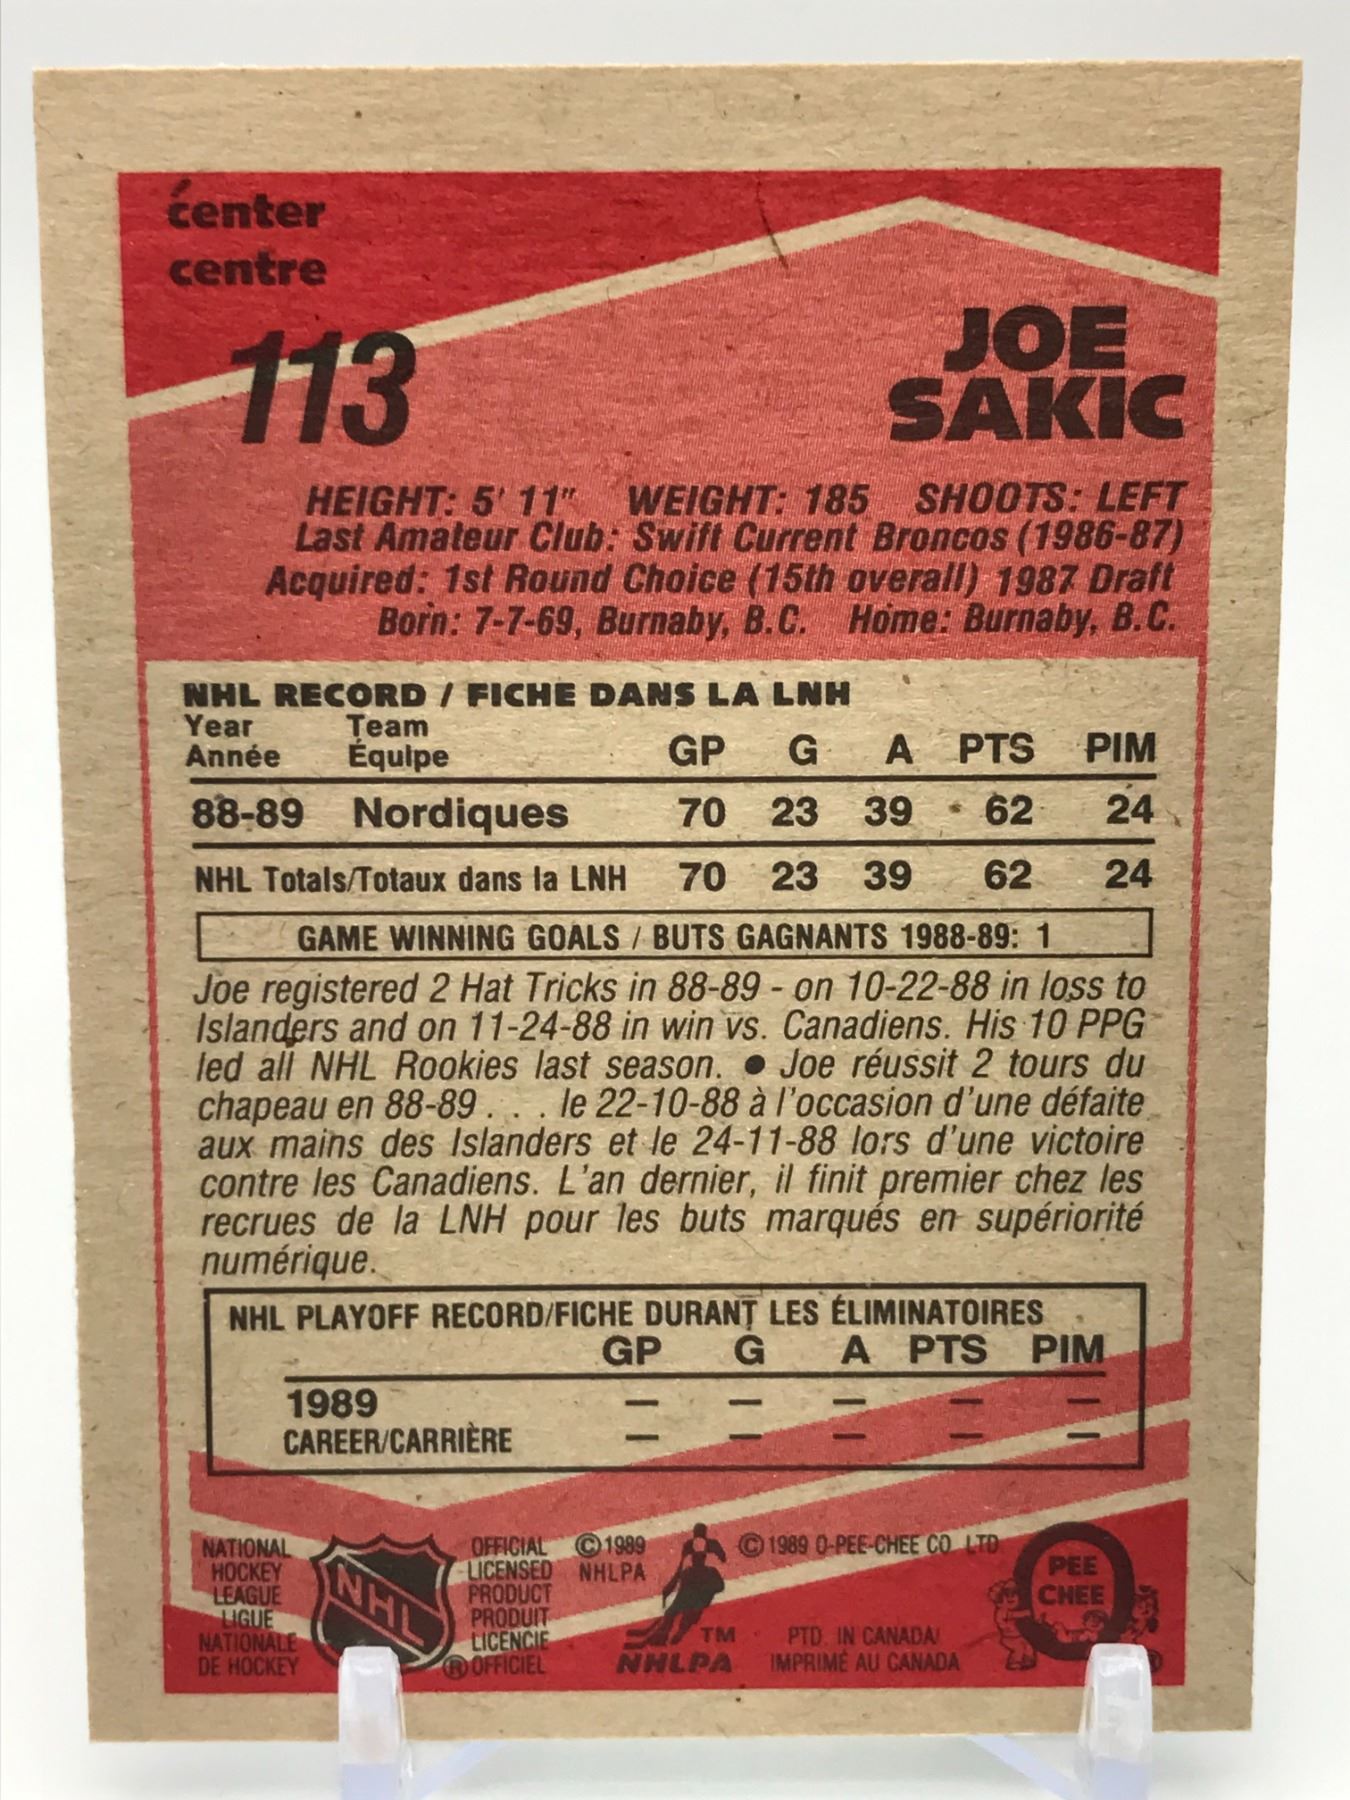 center
centre
113
JOE
SAKIC
HEIGHT: 5' 11" WEIGHT: 185 SHOOTS: LEFT
Last Amateur Club: Swift Current Broncos (1986-87)
Acquired: 1st Round Choice (15th overall) 1987 Draft
Born: 7-7-69, Burnaby, B.C. Home: Burnaby, B.C.
NHL RECORD / FICHE DANS LA LNH
Year Team
Année Équipe GP G A PTS PIM
88-89 Nordiques 70 23 39 62 24
NHL Totals/Totaux dans la LNH 70 23 39 62 24
GAME WINNING GOALS / BUTS GAGNANTS 1988-89: 1
Joe registered 2 Hat Tricks in 88-89 - on 10-22-88 in loss to
Islanders and on 11-24-88 in win vs. Canadiens. His 10 PPG
led all NHL Rookies last season. ● Joe réussit 2 tours du
chapeau en 88-89 . . . le 22-10-88 à l'occasion d'une défaite
aux mains des Islanders et le 24-11-88 lors d'une victoire
contre les Canadiens. L'an dernier, il finit premier chez les
recrues de la LNH pour les buts marqués en supériorité
numérique.
NHL PLAYOFF RECORD/FICHE DURANT LES ÉLIMINATOIRES
GP G A PTS PIM
1989 — — — — —
CAREER/CARRIÈRE — — — — —
NATIONAL
HOCKEY
LEAGUE
LIGUE
NATIONALE
DE HOCKEY
NHL
OFFICIAL
LICENSED
PRODUCT
PRODUIT
LICENCIE
® OFFICIEL
© 1989
NHLPA
TM
NHLPA
© 1989 O-PEE-CHEE CO LTD
PTD. IN CANADA/
IMPRIMÉ AU CANADA
O
PEE
CHEE
®